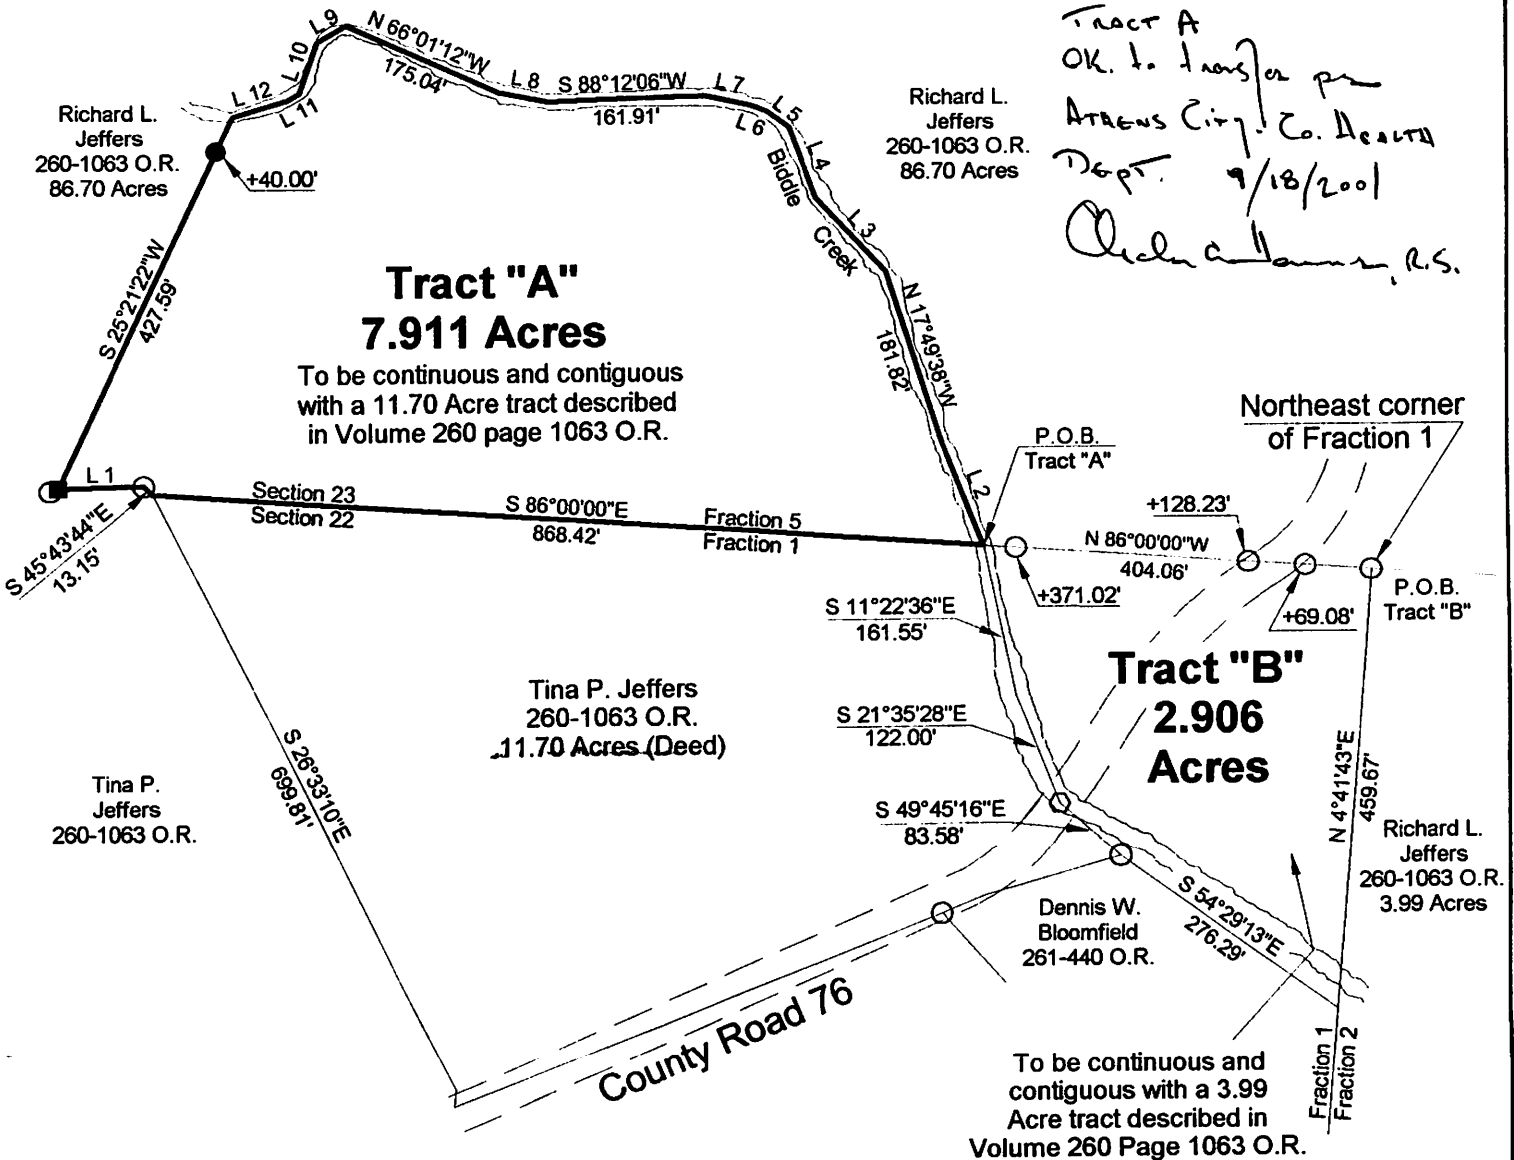 L 9
N 66°01'12"W
175.04'
L 10
L 12
L 11
L 8
S 88°12'06"W
161.91'
L 7
L 6
L 5
L 4
L 3
Biddle
Creek
Richard L.
Jeffers
260-1063 O.R.
86.70 Acres
+40.00'
S 25°21'22"W
427.59'
Richard L.
Jeffers
260-1063 O.R.
86.70 Acres
TRACT A
OK. to transfer per
ATHENS City. Co. HEALTH
DEPT. 9/18/2001
R.S.
Tract "A"
7.911 Acres
To be continuous and contiguous
with a 11.70 Acre tract described
in Volume 260 page 1063 O.R.
N 17°49'38"W
181.82'
L 2
P.O.B.
Tract "A"
Northeast corner
of Fraction 1
L 1
S 45°43'44"E
13.15'
Section 23
Section 22
S 86°00'00"E
868.42'
Fraction 5
Fraction 1
+128.23'
N 86°00'00"W
404.06'
+371.02'
+69.08'
P.O.B.
Tract "B"
S 11°22'36"E
161.55'
Tract "B"
2.906
Acres
Tina P. Jeffers
260-1063 O.R.
11.70 Acres (Deed)
S 21°35'28"E
122.00'
S 26°33'10"E
699.81'
Tina P.
Jeffers
260-1063 O.R.
S 49°45'16"E
83.58'
N 4°41'43"E
459.67'
Richard L.
Jeffers
260-1063 O.R.
3.99 Acres
S 54°29'13"E
276.29'
Dennis W.
Bloomfield
261-440 O.R.
County Road 76
Fraction 1
Fraction 2
To be continuous and
contiguous with a 3.99
Acre tract described in
Volume 260 Page 1063 O.R.